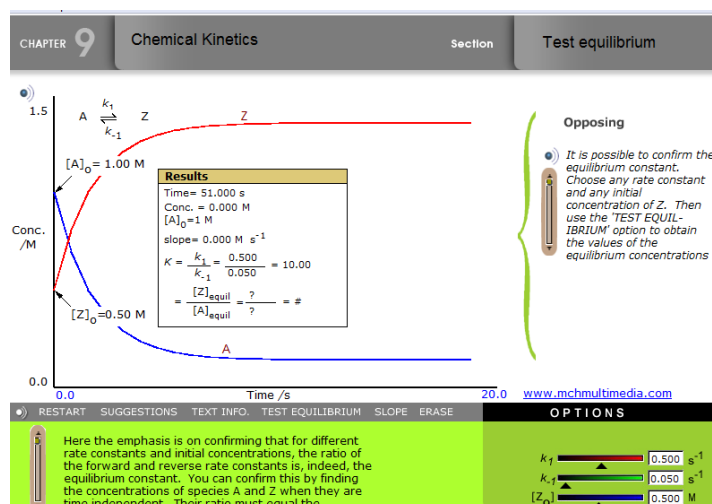 CHAPTER 9
Chemical Kinetics
Section
Test equilibrium
1.5
A k1 ⇌ k-1 Z
Z
[A]o= 1.00 M
Conc.
/M
[Z]o=0.50 M
Results
Time= 51.000 s
Conc. = 0.000 M
[A]o=1 M
slope= 0.000 M s-1
K = k1 / k-1 = 0.500 / 0.050 = 10.00
= [Z]equil / [A]equil = ? / ? = #
A
0.0
0.0
Time /s
20.0
Opposing
It is possible to confirm the
equilibrium constant.
Choose any rate constant
and any initial
concentration of Z. Then
use the 'TEST EQUIL-
IBRIUM' option to obtain
the values of the
equilibrium concentrations
www.mchmultimedia.com
RESTART SUGGESTIONS TEXT INFO. TEST EQUILIBRIUM SLOPE ERASE
OPTIONS
Here the emphasis is on confirming that for different
rate constants and initial concentrations, the ratio of
the forward and reverse rate constants is, indeed, the
equilibrium constant. You can confirm this by finding
the concentrations of species A and Z when they are
time independent. Their ratio must equal the
k1 0.500 s-1
k-1 0.050 s-1
[Zo] 0.500 M